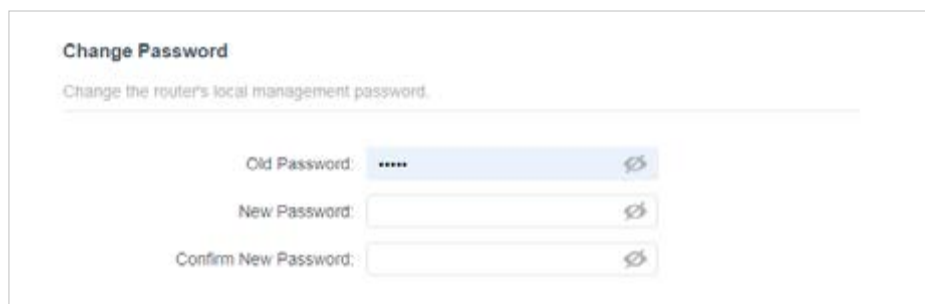 Change Password
Change the router's local management password.
Old Password: •••••
New Password:
Confirm New Password: